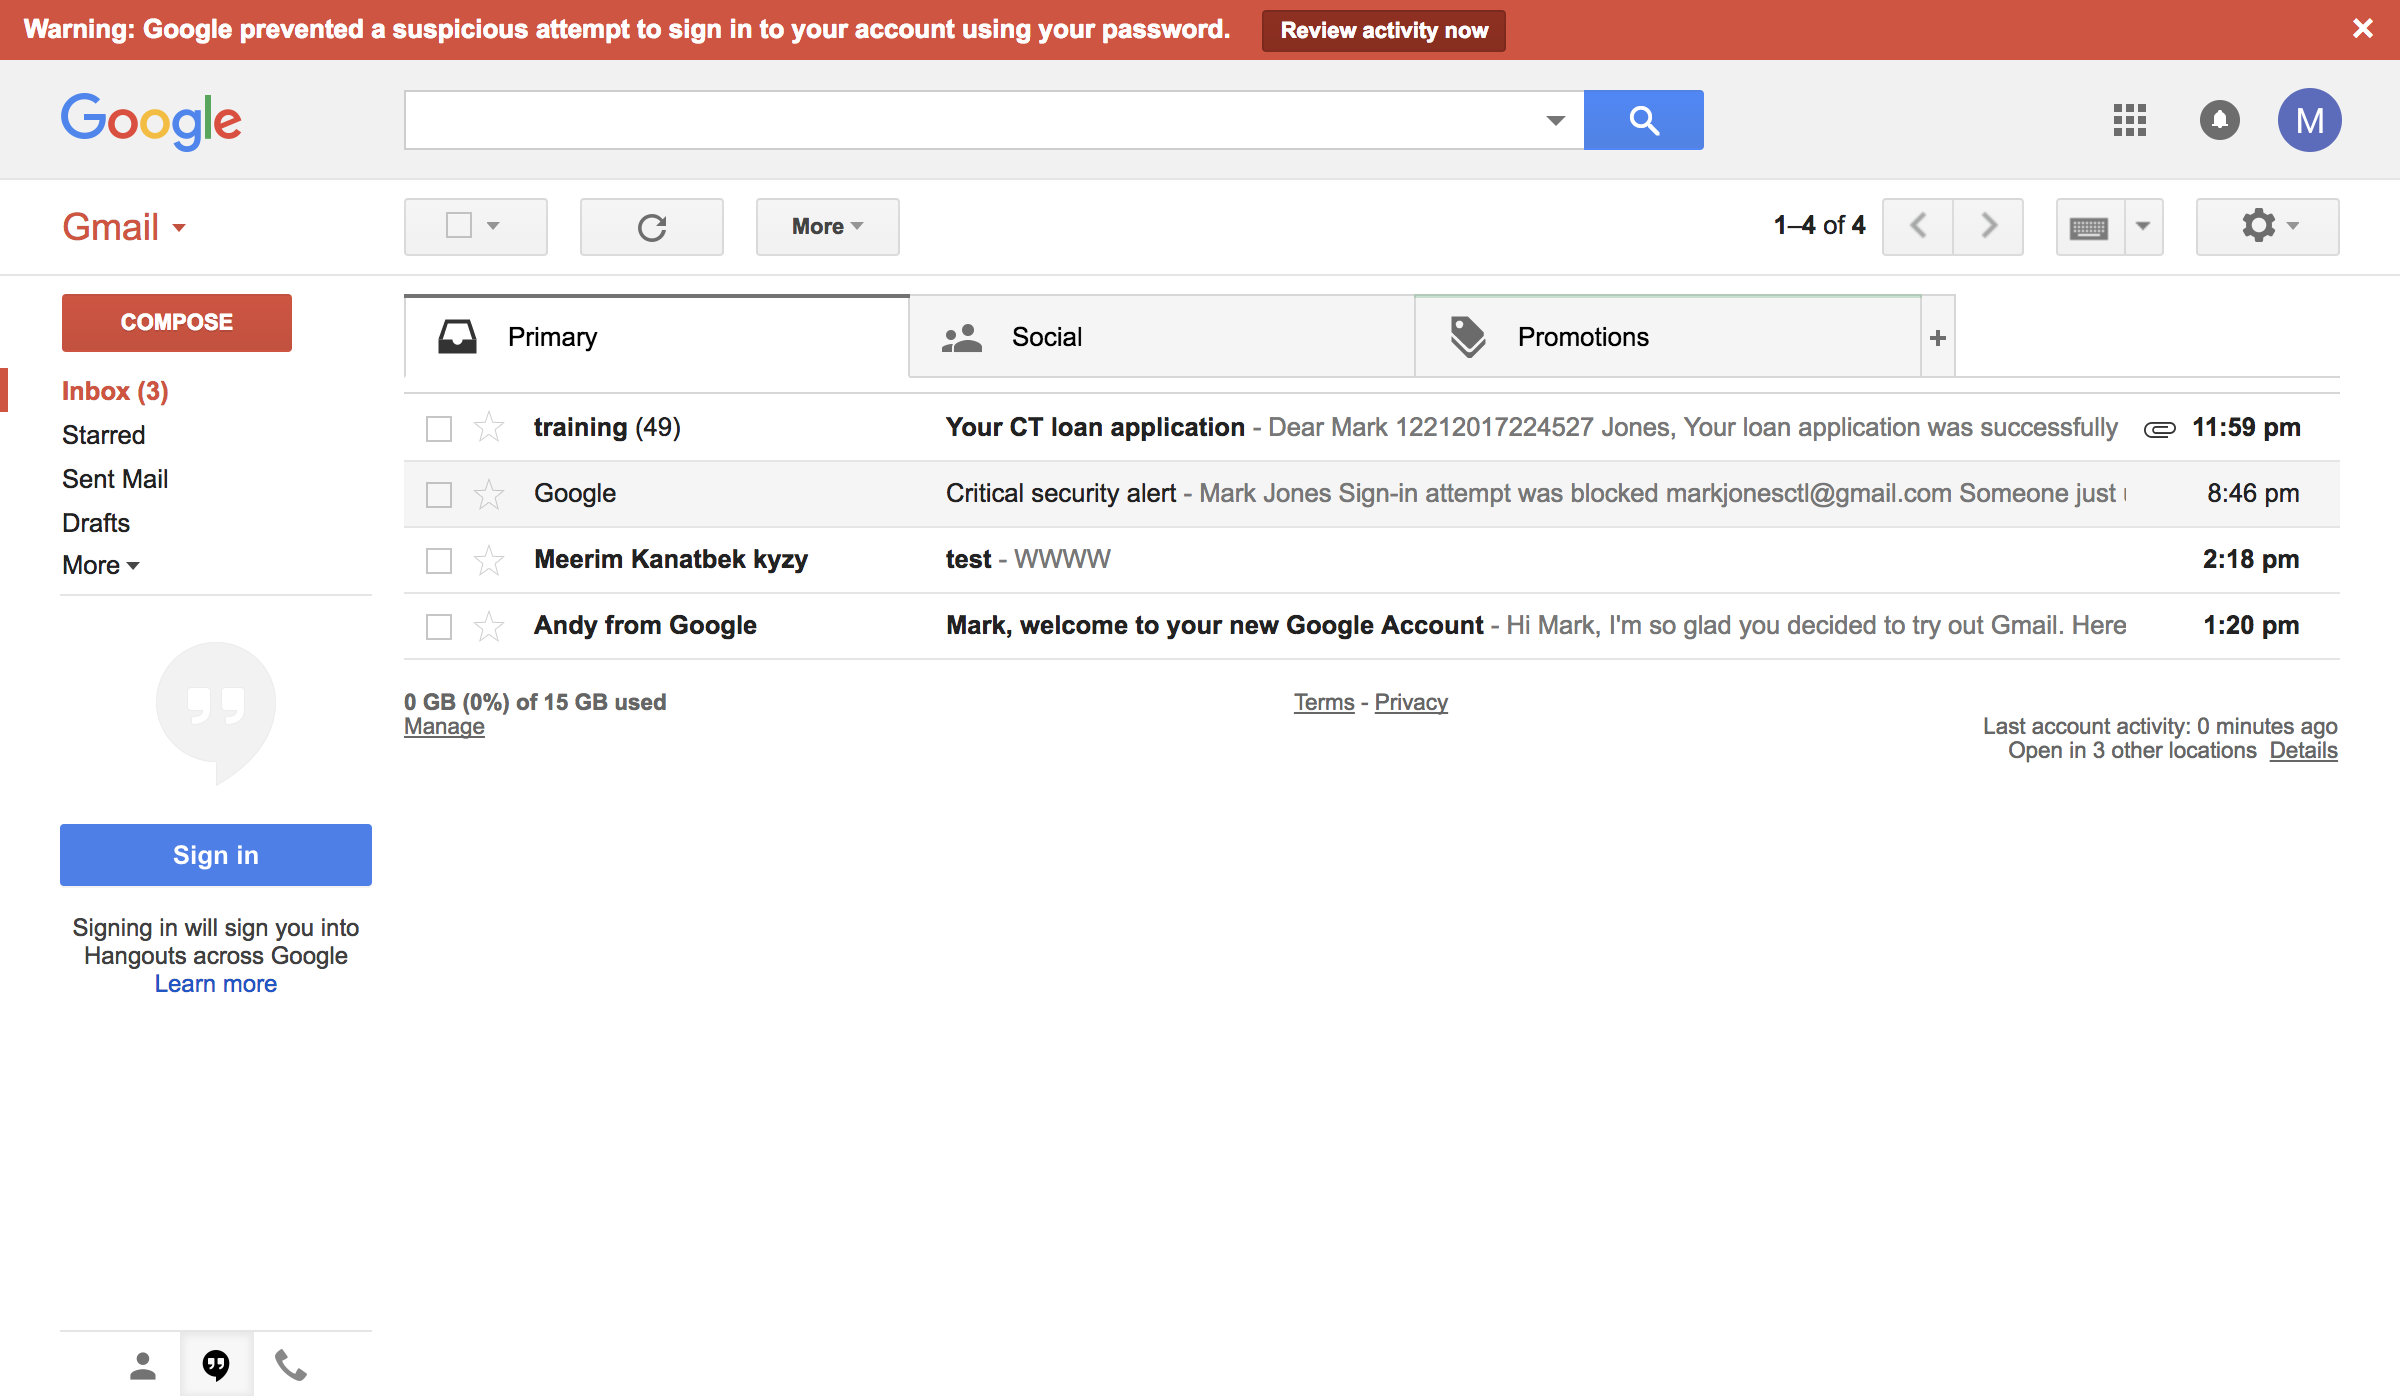 Warning: Google prevented a suspicious attempt to sign in to your account using your password. Review activity now
Google
M
Gmail
More
1–4 of 4
COMPOSE
Inbox (3)
Starred
Sent Mail
Drafts
More
Primary
Social
Promotions
training (49) Your CT loan application - Dear Mark 12212017224527 Jones, Your loan application was successfully 11:59 pm
Google Critical security alert - Mark Jones Sign-in attempt was blocked markjonesctl@gmail.com Someone just 8:46 pm
Meerim Kanatbek kyzy test - WWWW 2:18 pm
Andy from Google Mark, welcome to your new Google Account - Hi Mark, I'm so glad you decided to try out Gmail. Here 1:20 pm
0 GB (0%) of 15 GB used
Manage
Terms - Privacy
Last account activity: 0 minutes ago
Open in 3 other locations Details
Sign in
Signing in will sign you into
Hangouts across Google
Learn more